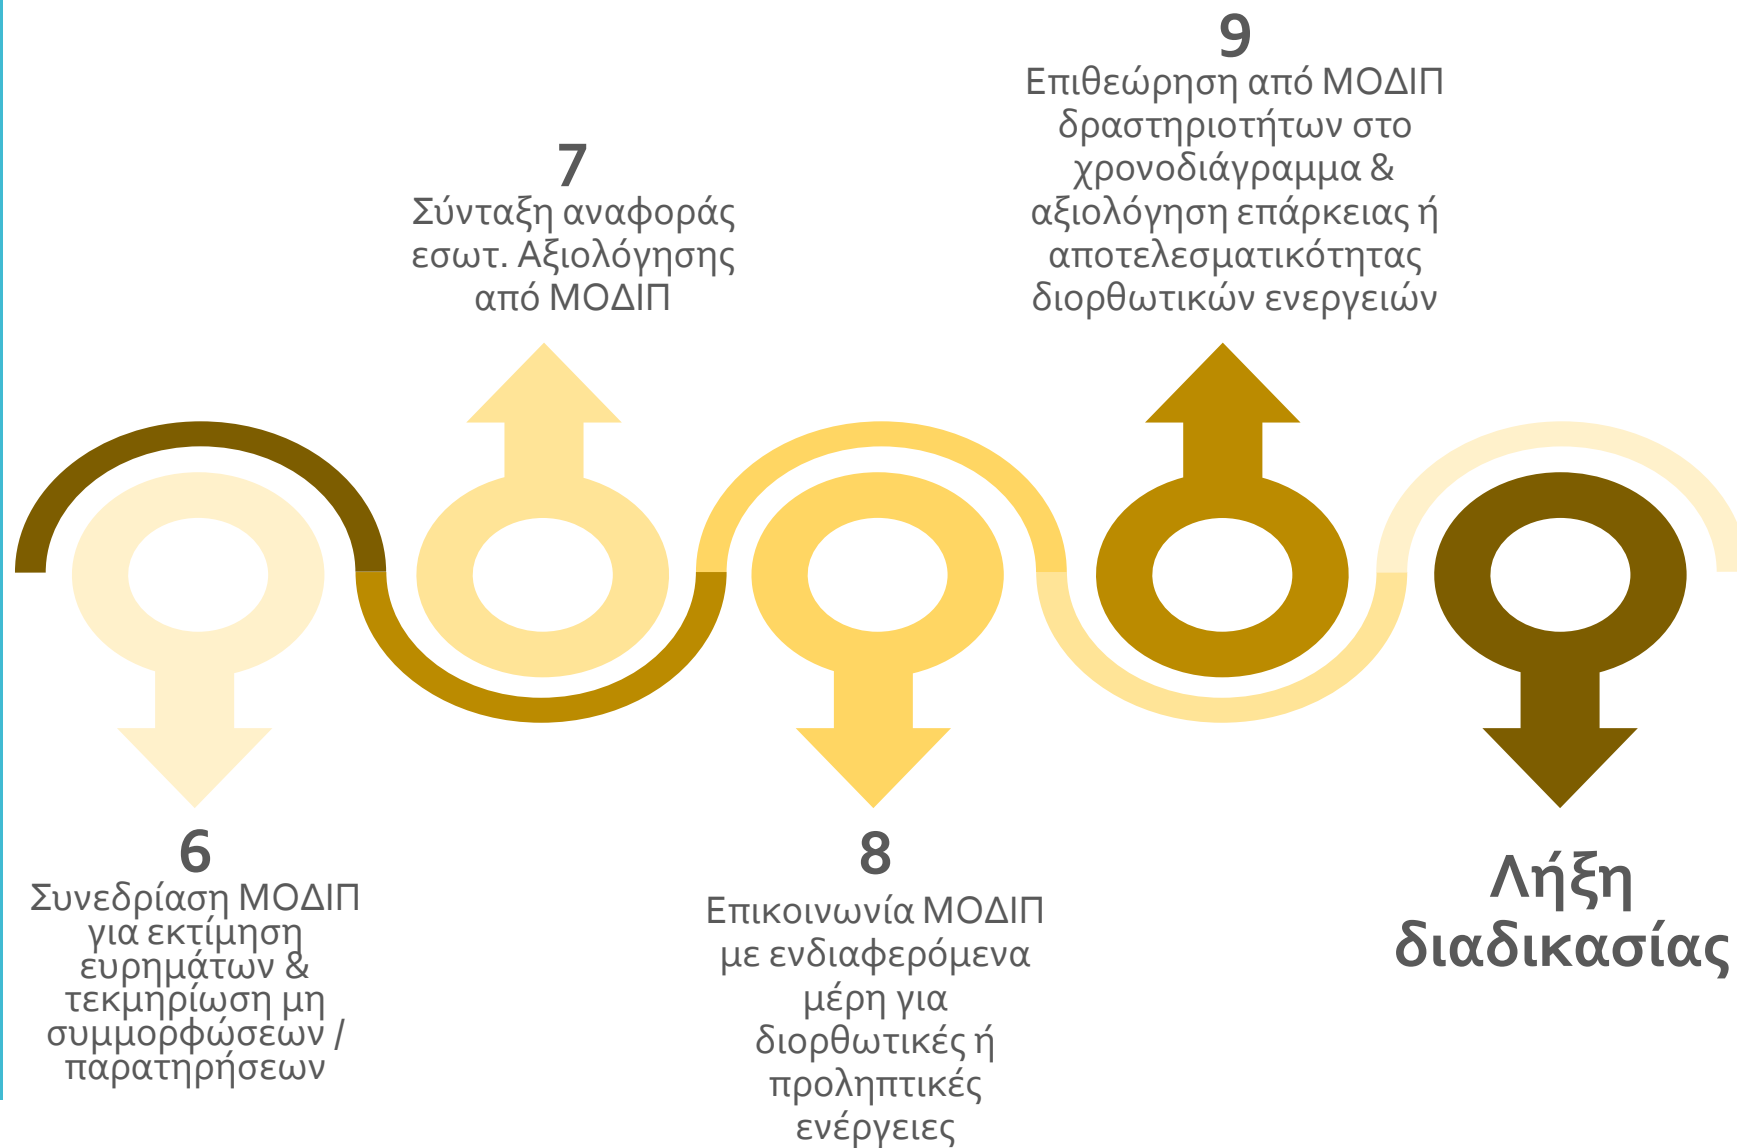 6
Συνεδρίαση ΜΟΔΙΠ
για εκτίμηση
ευρημάτων &
τεκμηρίωση μη
συμμορφώσεων /
παρατηρήσεων
7
Σύνταξη αναφοράς
εσωτ. Αξιολόγησης
από ΜΟΔΙΠ
8
Επικοινωνία ΜΟΔΙΠ
με ενδιαφερόμενα
μέρη για
διορθωτικές ή
προληπτικές
ενέργειες
9
Επιθεώρηση από ΜΟΔΙΠ
δραστηριοτήτων στο
χρονοδιάγραμμα &
αξιολόγηση επάρκειας ή
αποτελεσματικότητας
διορθωτικών ενεργειών
Λήξη
διαδικασίας